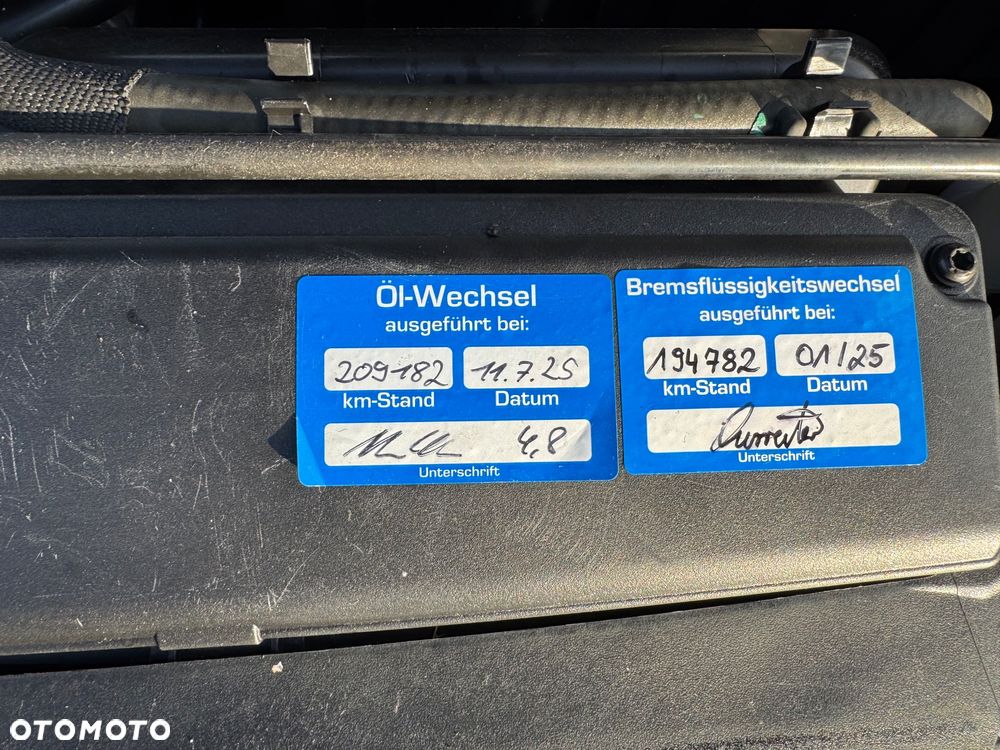 Öl-Wechsel
ausgeführt bei:
209182 11.7.25
km-Stand Datum
4,8
Unterschrift
Bremsflüssigkeitswechsel
ausgeführt bei:
194782 01/25
km-Stand Datum
Unterschrift
OTOMOTO